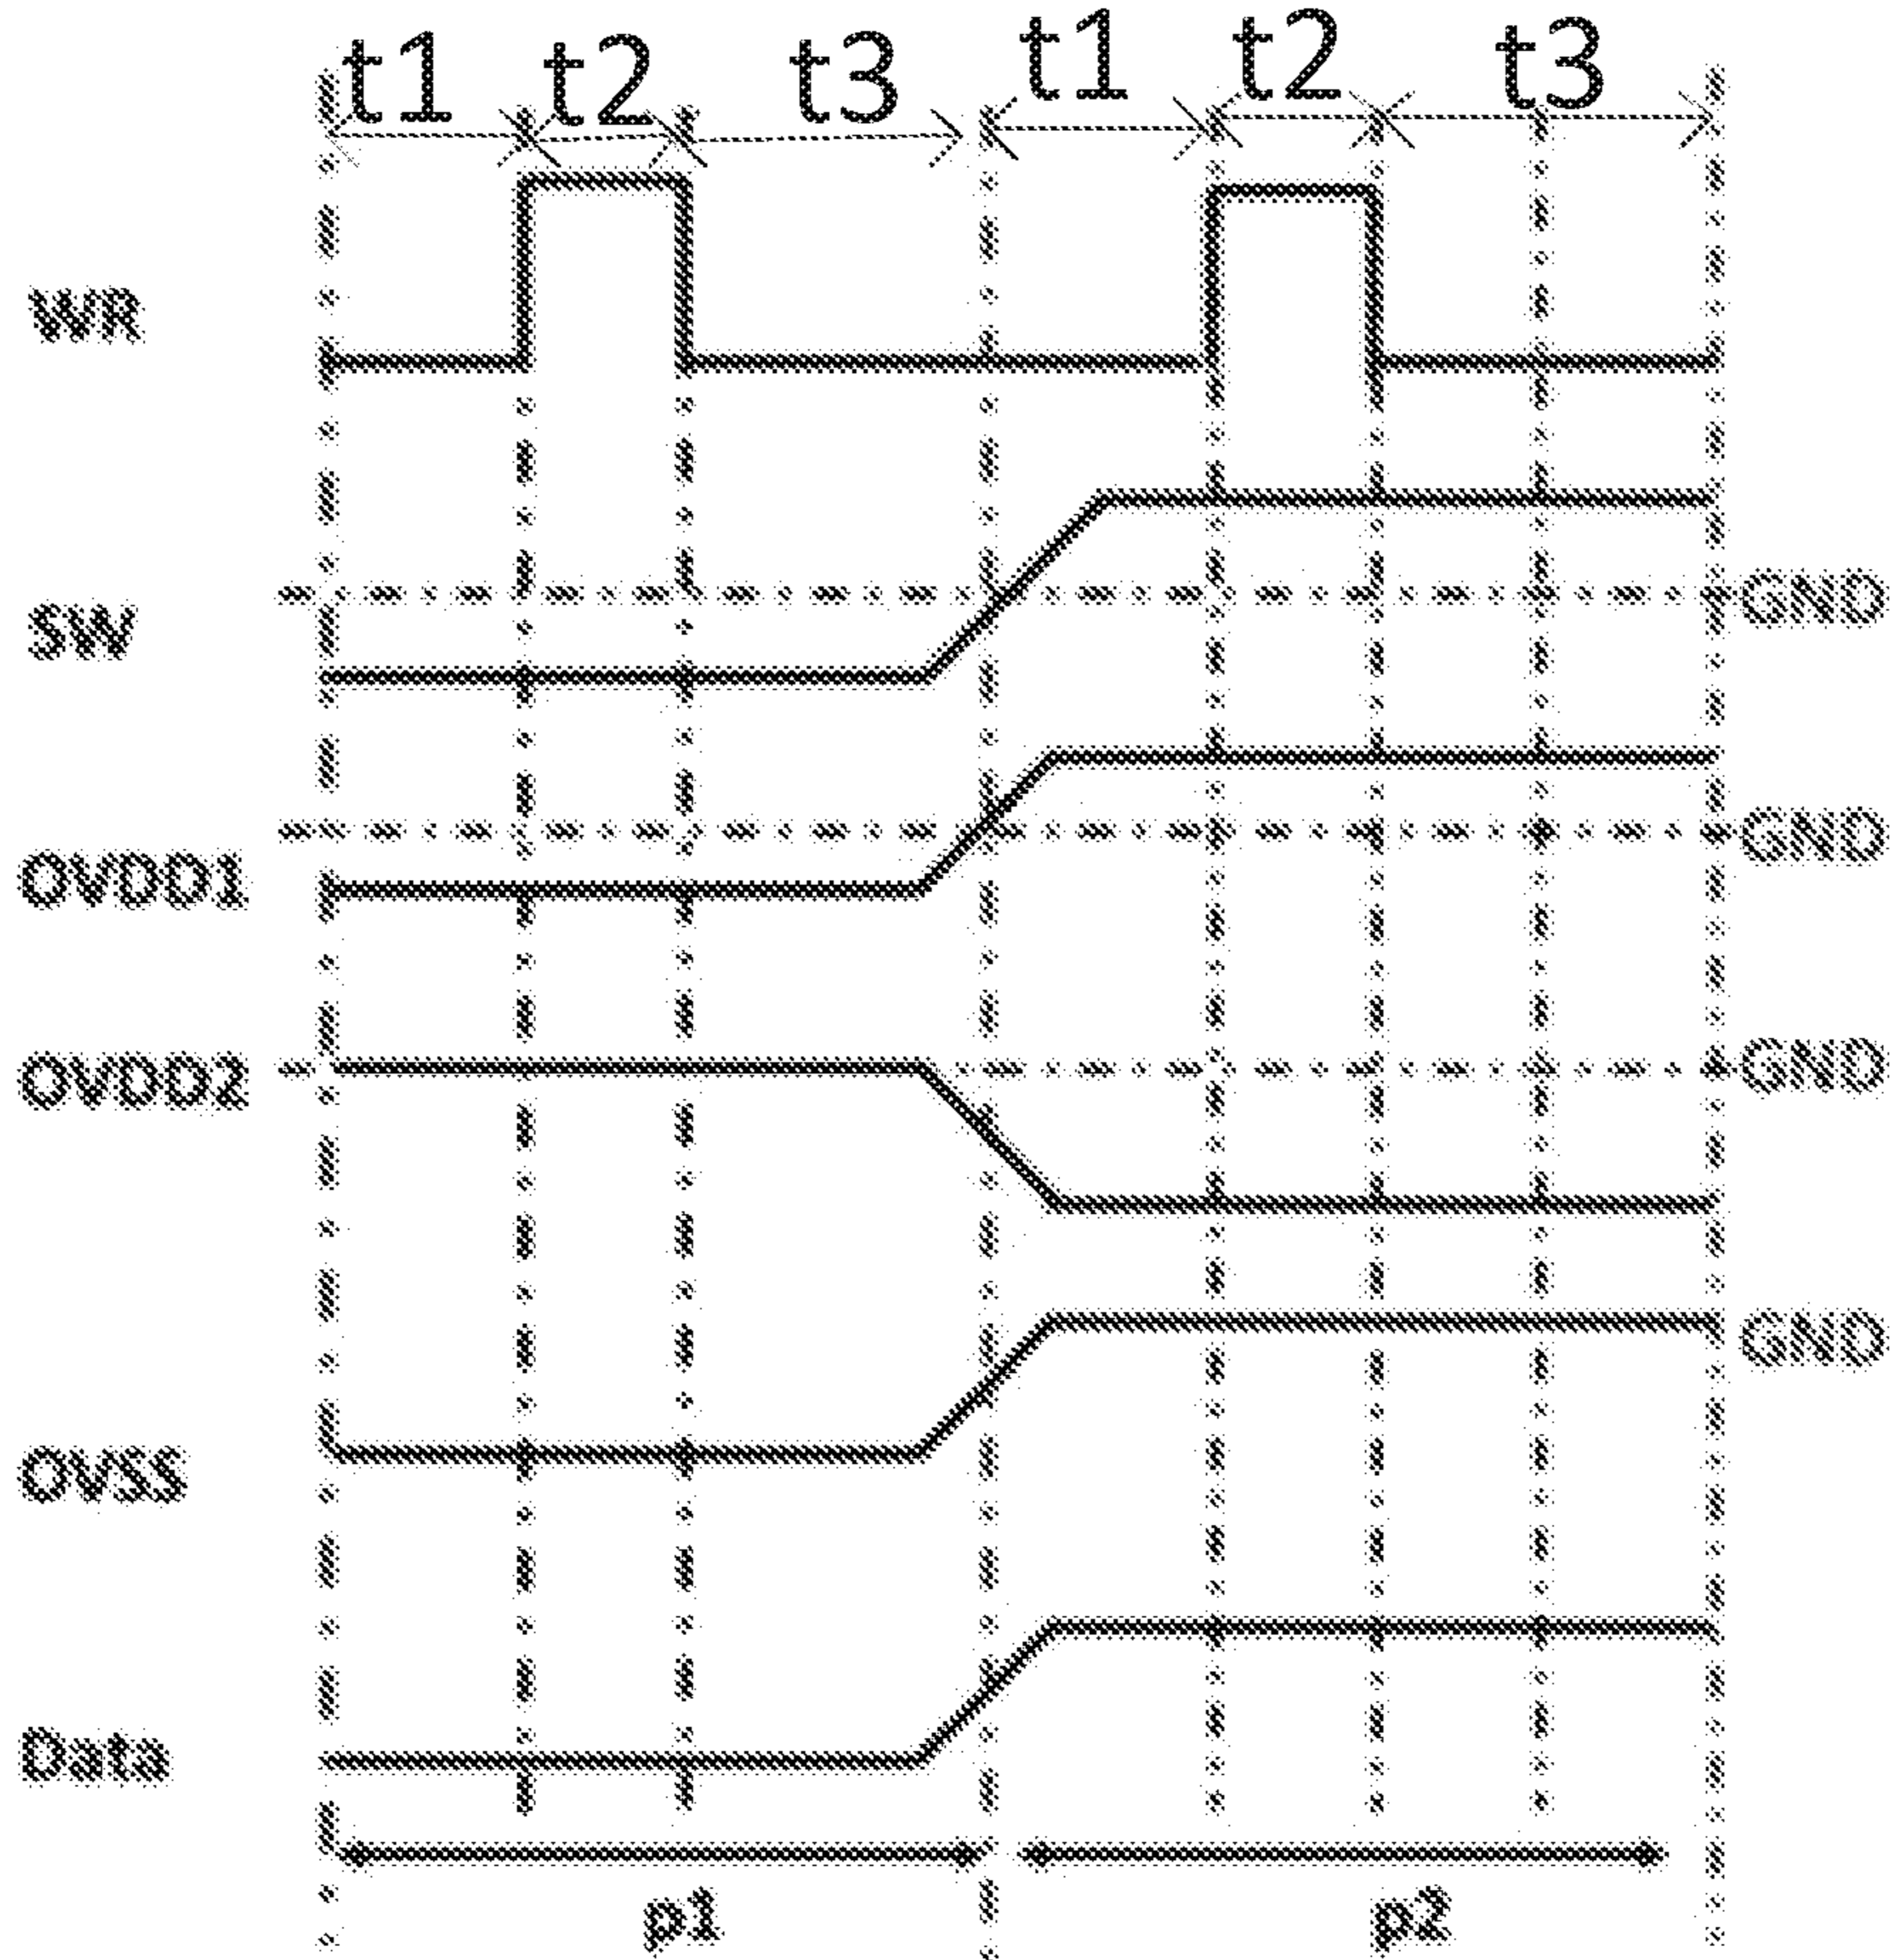 t1 t2 t3 t1 t2 t3
WR
SW GND
OVDD1 GND
OVDD2 GND
OVSS GND
Data
p1 p2